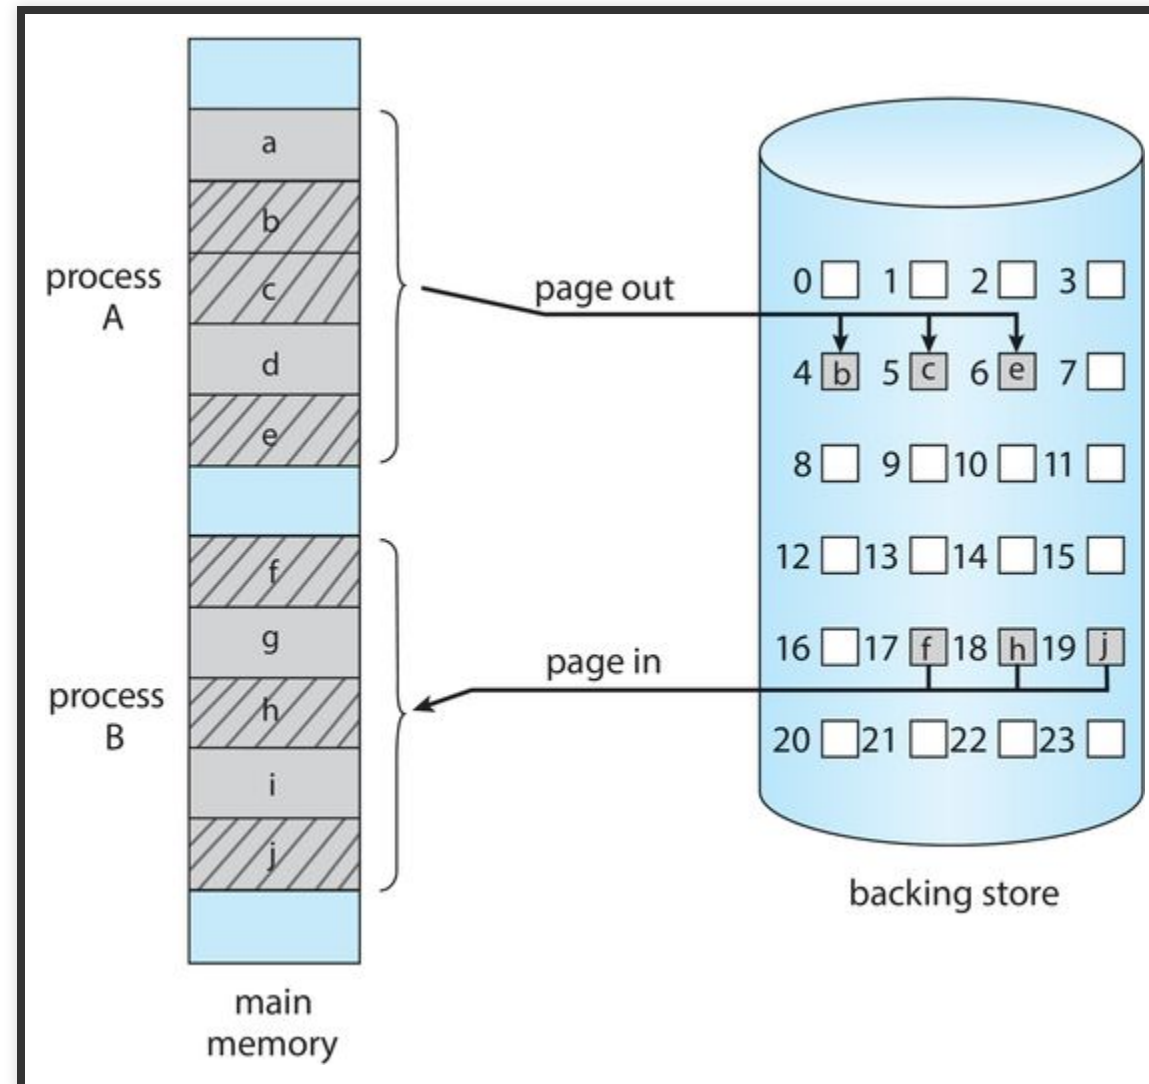 a
b
c
d
e
process
A
f
g
h
i
j
process
B
main
memory
page out
page in
0 1 2 3
4 b 5 c 6 e 7
8 9 10 11
12 13 14 15
16 17 f 18 h 19 j
20 21 22 23
backing store